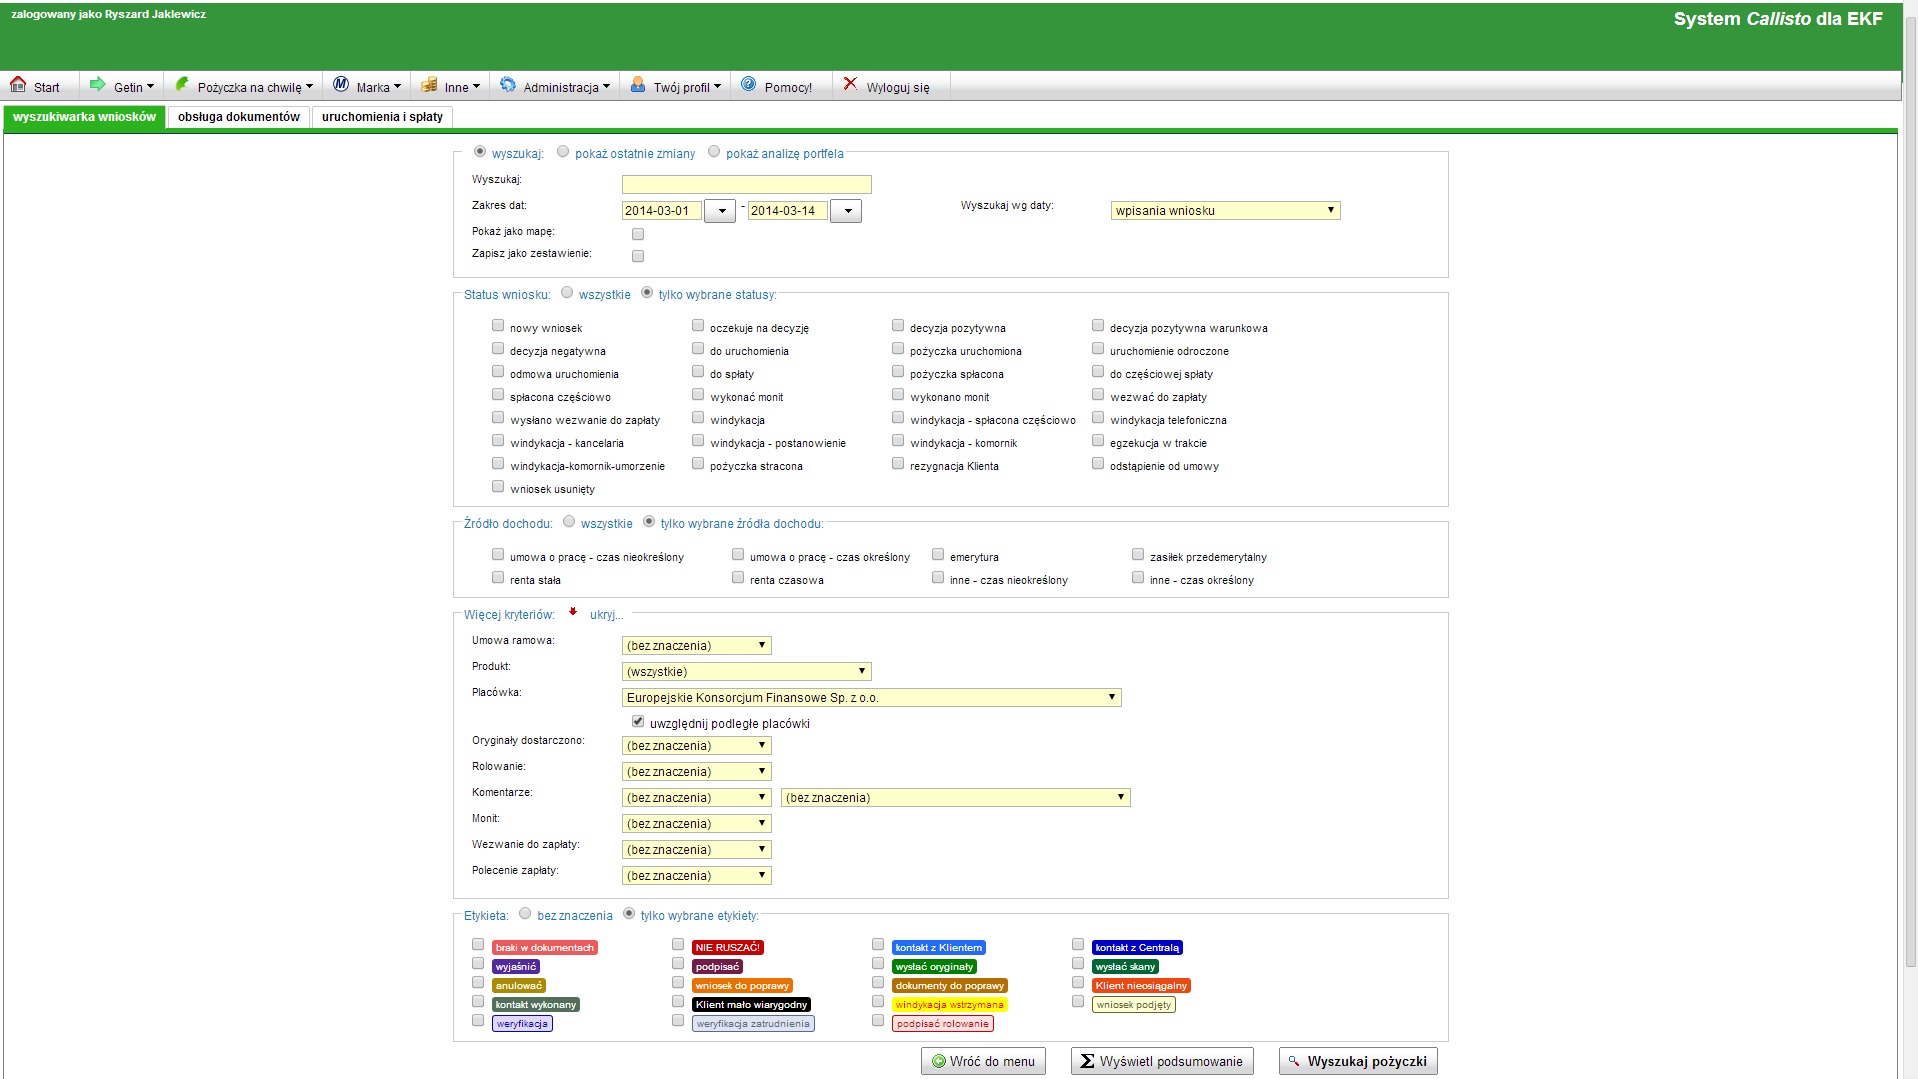 zalogowany jako Ryszard Jaklewicz
System Callisto dla EKF
Start Getin Pożyczka na chwilę Marka Inne Administracja Twój profil Pomocy! Wyloguj się
wyszukiwarka wniosków obsługa dokumentów uruchomienia i spłaty
wyszukaj: pokaż ostatnie zmiany pokaż analizę portfela
Wyszukaj:
Zakres dat: 2014-03-01 - 2014-03-14 Wyszukaj wg daty: wpisania wniosku
Pokaż jako mapę:
Zapisz jako zestawienie:
Status wniosku: wszystkie tylko wybrane statusy:
nowy wniosek oczekuje na decyzję decyzja pozytywna decyzja pozytywna warunkowa
decyzja negatywna do uruchomienia pożyczka uruchomiona uruchomienie odroczone
odmowa uruchomienia do spłaty pożyczka spłacona do częściowej spłaty
spłacona częściowo wykonać monit wykonano monit wezwać do zapłaty
wysłano wezwanie do zapłaty windykacja windykacja - spłacona częściowo windykacja telefoniczna
windykacja - kancelaria windykacja - postanowienie windykacja - komornik egzekucja w trakcie
windykacja-komornik-umorzenie pożyczka stracona rezygnacja Klienta odstąpienie od umowy
wniosek usunięty
Źródło dochodu: wszystkie tylko wybrane źródła dochodu:
umowa o pracę - czas nieokreślony umowa o pracę - czas określony emerytura zasiłek przedemerytalny
renta stała renta czasowa inne - czas nieokreślony inne - czas określony
Więcej kryteriów: ukryj...
Umowa ramowa: (bez znaczenia)
Produkt: (wszystkie)
Placówka: Europejskie Konsorcjum Finansowe Sp. z o.o.
uwzględnij podległe placówki
Oryginały dostarczono: (bez znaczenia)
Rolowanie: (bez znaczenia)
Komentarze: (bez znaczenia) (bez znaczenia)
Monit: (bez znaczenia)
Wezwanie do zapłaty: (bez znaczenia)
Polecenie zapłaty: (bez znaczenia)
Etykieta: bez znaczenia tylko wybrane etykiety:
braki w dokumentach NIE RUSZAĆ! kontakt z Klientem kontakt z Centralą
wyjaśnić podpisać wysłać oryginały wysłać skany
anulować wniosek do poprawy dokumenty do poprawy Klient nieosiągalny
kontakt wykonany Klient mało wiarygodny windykacja wstrzymana wniosek podjęty
weryfikacja weryfikacja zatrudnienia podpisać rolowanie
Wróć do menu Wyświetl podsumowanie Wyszukaj pożyczki